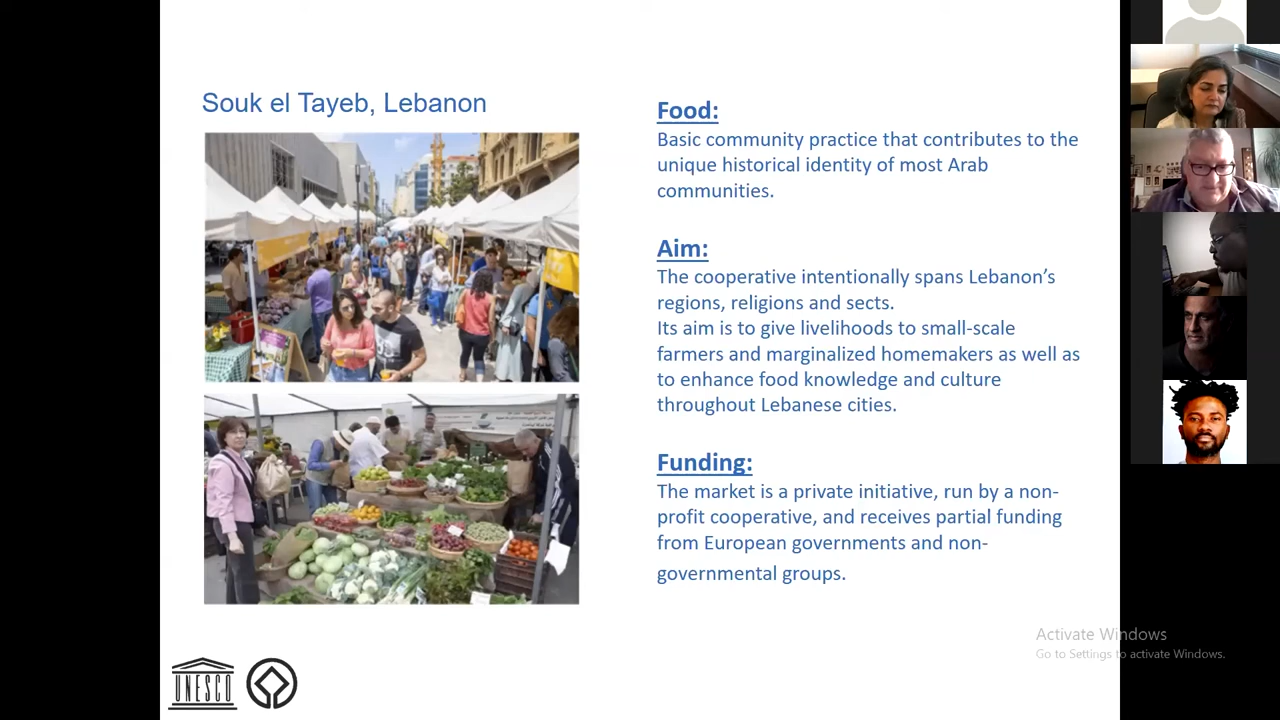 Souk el Tayeb, Lebanon
Food:
Basic community practice that contributes to the
unique historical identity of most Arab
communities.
Aim:
The cooperative intentionally spans Lebanon’s
regions, religions and sects.
Its aim is to give livelihoods to small-scale
farmers and marginalized homemakers as well as
to enhance food knowledge and culture
throughout Lebanese cities.
Funding:
The market is a private initiative, run by a non-
profit cooperative, and receives partial funding
from European governments and non-
governmental groups.
UNESCO
Activate Windows
Go to Settings to activate Windows.